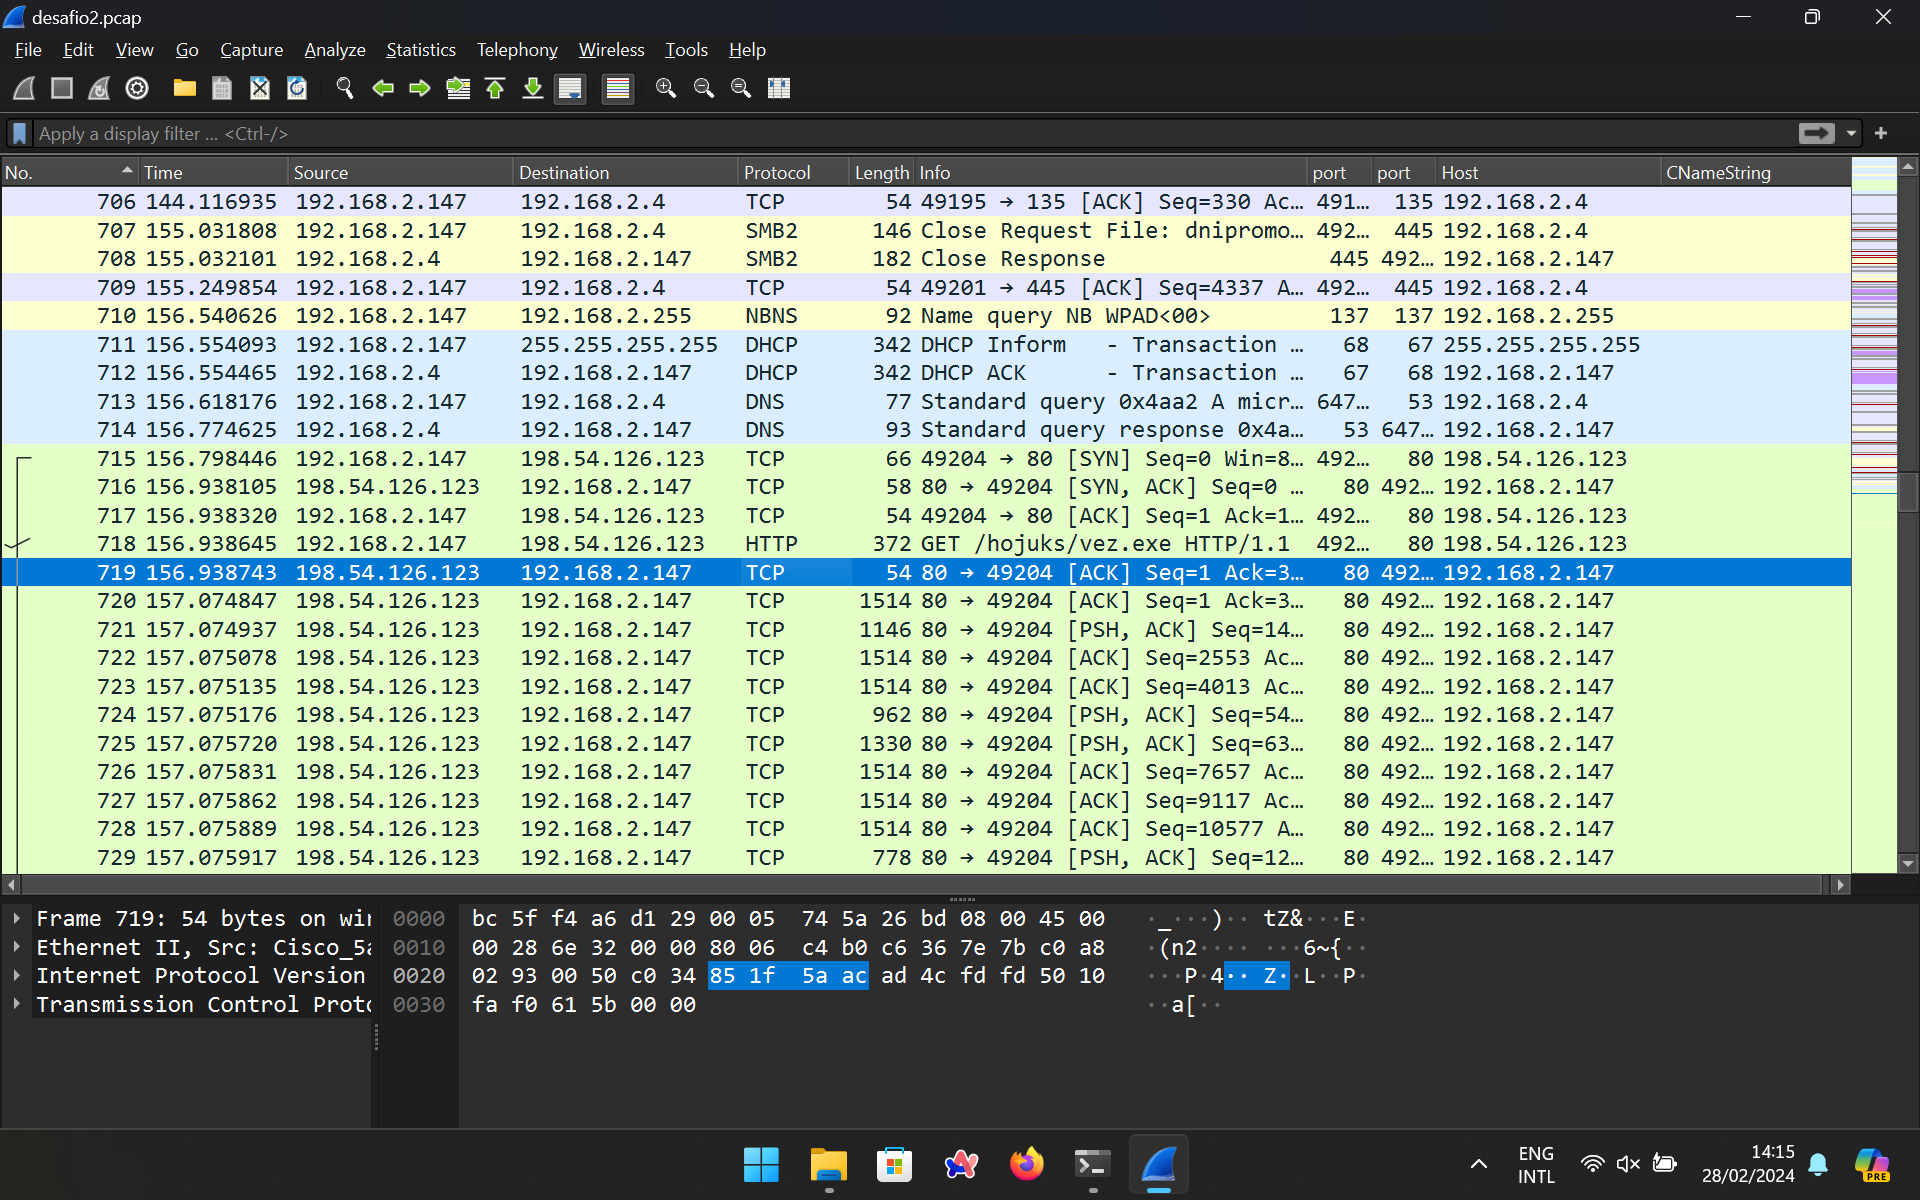 desafio2.pcap
File Edit View Go Capture Analyze Statistics Telephony Wireless Tools Help
Apply a display filter ... <Ctrl-/>
No. Time Source Destination Protocol Length Info port port Host CNameString
706 144.116935 192.168.2.147 192.168.2.4 TCP 54 49195 → 135 [ACK] Seq=330 Ac… 491… 135 192.168.2.4
707 155.031808 192.168.2.147 192.168.2.4 SMB2 146 Close Request File: dnipromo… 492… 445 192.168.2.4
708 155.032101 192.168.2.4 192.168.2.147 SMB2 182 Close Response 445 492… 192.168.2.147
709 155.249854 192.168.2.147 192.168.2.4 TCP 54 49201 → 445 [ACK] Seq=4337 A… 492… 445 192.168.2.4
710 156.540626 192.168.2.147 192.168.2.255 NBNS 92 Name query NB WPAD<00> 137 137 192.168.2.255
711 156.554093 192.168.2.147 255.255.255.255 DHCP 342 DHCP Inform - Transaction … 68 67 255.255.255.255
712 156.554465 192.168.2.4 192.168.2.147 DHCP 342 DHCP ACK - Transaction … 67 68 192.168.2.147
713 156.618176 192.168.2.147 192.168.2.4 DNS 77 Standard query 0x4aa2 A micr… 647… 53 192.168.2.4
714 156.774625 192.168.2.4 192.168.2.147 DNS 93 Standard query response 0x4a… 53 647… 192.168.2.147
715 156.798446 192.168.2.147 198.54.126.123 TCP 66 49204 → 80 [SYN] Seq=0 Win=8… 492… 80 198.54.126.123
716 156.938105 198.54.126.123 192.168.2.147 TCP 58 80 → 49204 [SYN, ACK] Seq=0 … 80 492… 192.168.2.147
717 156.938320 192.168.2.147 198.54.126.123 TCP 54 49204 → 80 [ACK] Seq=1 Ack=1… 492… 80 198.54.126.123
718 156.938645 192.168.2.147 198.54.126.123 HTTP 372 GET /hojuks/vez.exe HTTP/1.1 492… 80 198.54.126.123
719 156.938743 198.54.126.123 192.168.2.147 TCP 54 80 → 49204 [ACK] Seq=1 Ack=3… 80 492… 192.168.2.147
720 157.074847 198.54.126.123 192.168.2.147 TCP 1514 80 → 49204 [ACK] Seq=1 Ack=3… 80 492… 192.168.2.147
721 157.074937 198.54.126.123 192.168.2.147 TCP 1146 80 → 49204 [PSH, ACK] Seq=14… 80 492… 192.168.2.147
722 157.075078 198.54.126.123 192.168.2.147 TCP 1514 80 → 49204 [ACK] Seq=2553 Ac… 80 492… 192.168.2.147
723 157.075135 198.54.126.123 192.168.2.147 TCP 1514 80 → 49204 [ACK] Seq=4013 Ac… 80 492… 192.168.2.147
724 157.075176 198.54.126.123 192.168.2.147 TCP 962 80 → 49204 [PSH, ACK] Seq=54… 80 492… 192.168.2.147
725 157.075720 198.54.126.123 192.168.2.147 TCP 1330 80 → 49204 [PSH, ACK] Seq=63… 80 492… 192.168.2.147
726 157.075831 198.54.126.123 192.168.2.147 TCP 1514 80 → 49204 [ACK] Seq=7657 Ac… 80 492… 192.168.2.147
727 157.075862 198.54.126.123 192.168.2.147 TCP 1514 80 → 49204 [ACK] Seq=9117 Ac… 80 492… 192.168.2.147
728 157.075889 198.54.126.123 192.168.2.147 TCP 1514 80 → 49204 [ACK] Seq=10577 A… 80 492… 192.168.2.147
729 157.075917 198.54.126.123 192.168.2.147 TCP 778 80 → 49204 [PSH, ACK] Seq=12… 80 492… 192.168.2.147
Frame 719: 54 bytes on wir
Ethernet II, Src: Cisco_5a
Internet Protocol Version
Transmission Control Proto
0000 bc 5f f4 a6 d1 29 00 05 74 5a 26 bd 08 00 45 00 ·_···)·· tZ&···E·
0010 00 28 6e 32 00 00 80 06 c4 b0 c6 36 7e 7b c0 a8 ·(n2···· ···6~{··
0020 02 93 00 50 c0 34 85 1f 5a ac ad 4c fd fd 50 10 ···P·4·· Z··L··P·
0030 fa f0 61 5b 00 00 ··a[··
ENG
INTL
14:15
28/02/2024
PRE